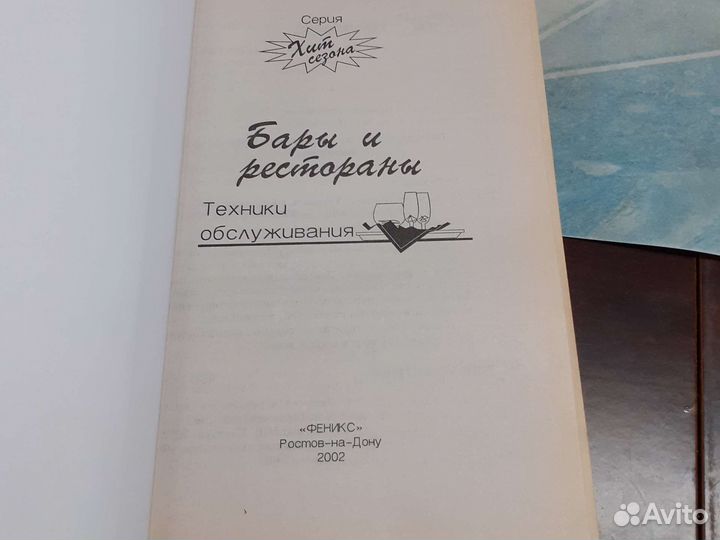 Серия
Хит
сезона
Бары и
рестораны
Техники
обслуживания
«ФЕНИКС»
Ростов-на-Дону
2002
Avito